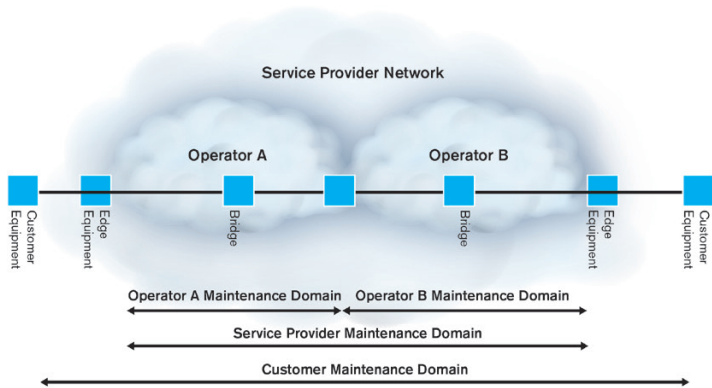 Service Provider Network
Operator A
Operator B
Customer
Equipment
Edge
Equipment
Bridge
Bridge
Edge
Equipment
Customer
Equipment
Operator A Maintenance Domain
Operator B Maintenance Domain
Service Provider Maintenance Domain
Customer Maintenance Domain